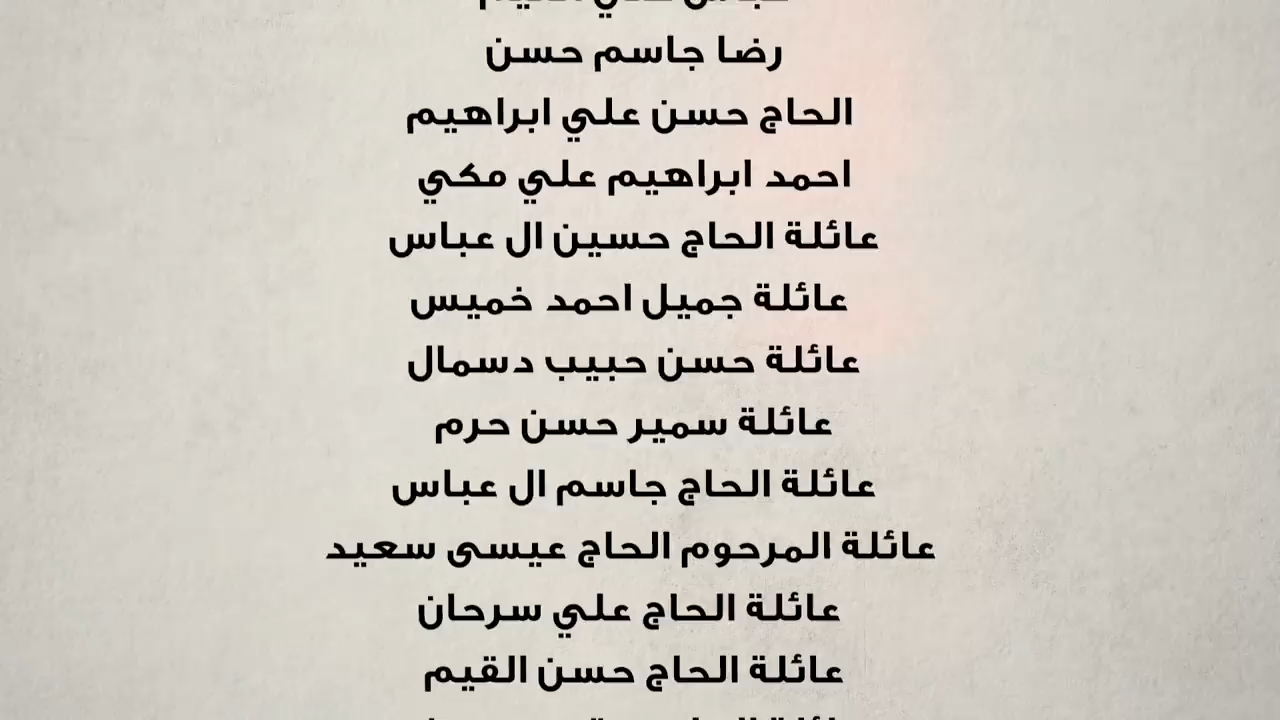 رضا جاسم حسن
الحاج حسن علي ابراهيم
احمد ابراهيم علي مكي
عائلة الحاج حسين ال عباس
عائلة جميل احمد خميس
عائلة حسن حبيب دسمال
عائلة سمير حسن حرم
عائلة الحاج جاسم ال عباس
عائلة المرحوم الحاج عيسى سعيد
عائلة الحاج علي سرحان
عائلة الحاج حسن القيم